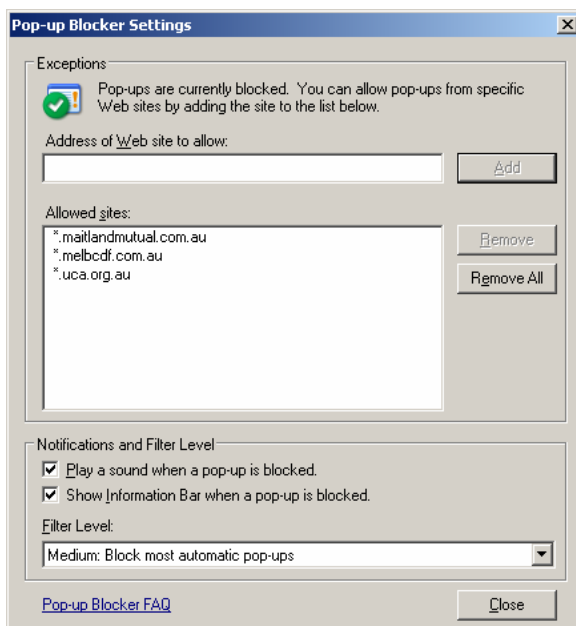 Pop-up Blocker Settings
Exceptions
Pop-ups are currently blocked. You can allow pop-ups from specific
Web sites by adding the site to the list below.
Address of Web site to allow:
Add
Allowed sites:
*.maitlandmutual.com.au
*.melbcdf.com.au
*.uca.org.au
Remove
Remove All
Notifications and Filter Level
Play a sound when a pop-up is blocked.
Show Information Bar when a pop-up is blocked.
Filter Level:
Medium: Block most automatic pop-ups
Pop-up Blocker FAQ
Close